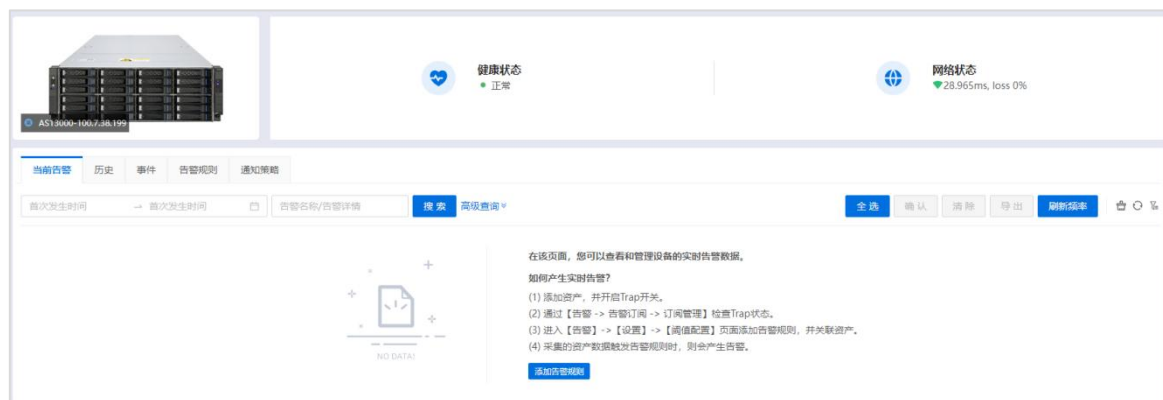 AS13000-100.7.38.199
健康状态
正常
网络状态
28.965ms, loss 0%
当前告警 历史 事件 告警规则 通知策略
首次发生时间 → 首次发生时间 告警名称/告警详情 搜索 高级查询 全选 确认 清除 导出 刷新频率
在该页面，您可以查看和管理设备的实时告警数据。
如何产生实时告警?
(1) 添加资产，并开启Trap开关。
(2) 通过【告警 -> 告警订阅 -> 订阅管理】检查Trap状态。
(3) 进入【告警】->【设置】->【阈值配置】页面添加告警规则，并关联资产。
(4) 采集的资产数据触发告警规则时，则会产生告警。
NO DATA!
添加告警规则